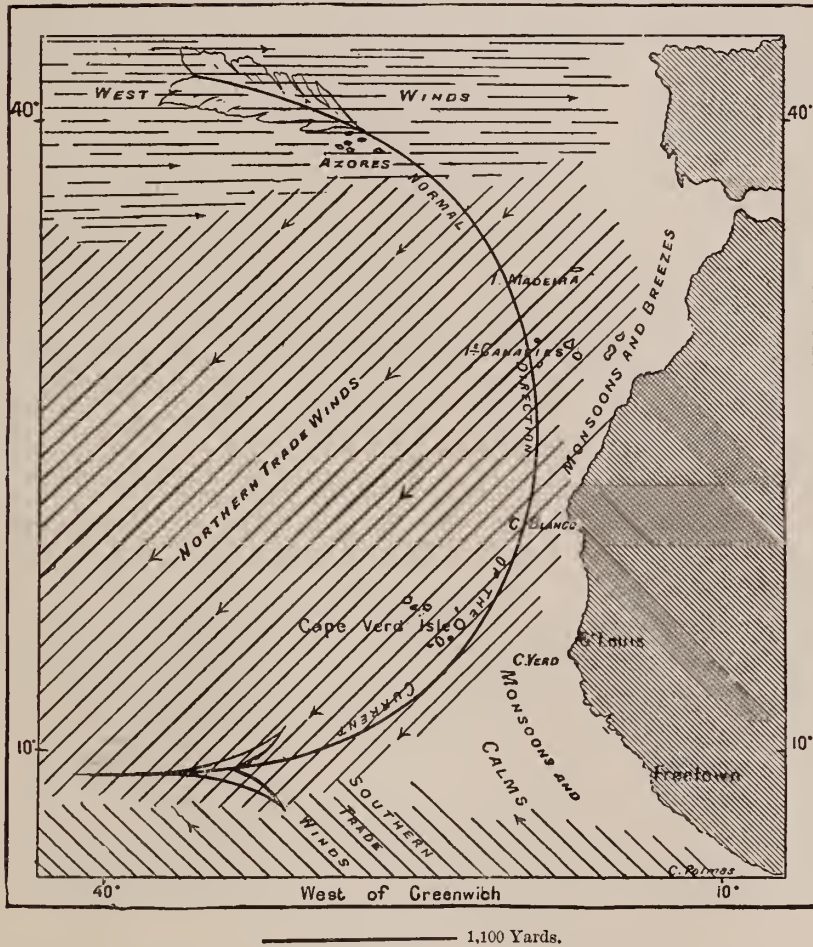 WEST WINDS
40° 40°
AZORES
NORMAL
I. MADEIRA
CANARIES
DIRECTION
MONSOONS AND BREEZES
NORTHERN TRADE WINDS
C. BLANCO
OF THE
Cape Verd Isles
St Louis
C. VERD
CURRENT
MONSOONS AND
CALMS
10° 10°
Freetown
SOUTHERN
TRADE
WINDS
C. Palmas
40° West of Greenwich 10°
1,100 Yards.